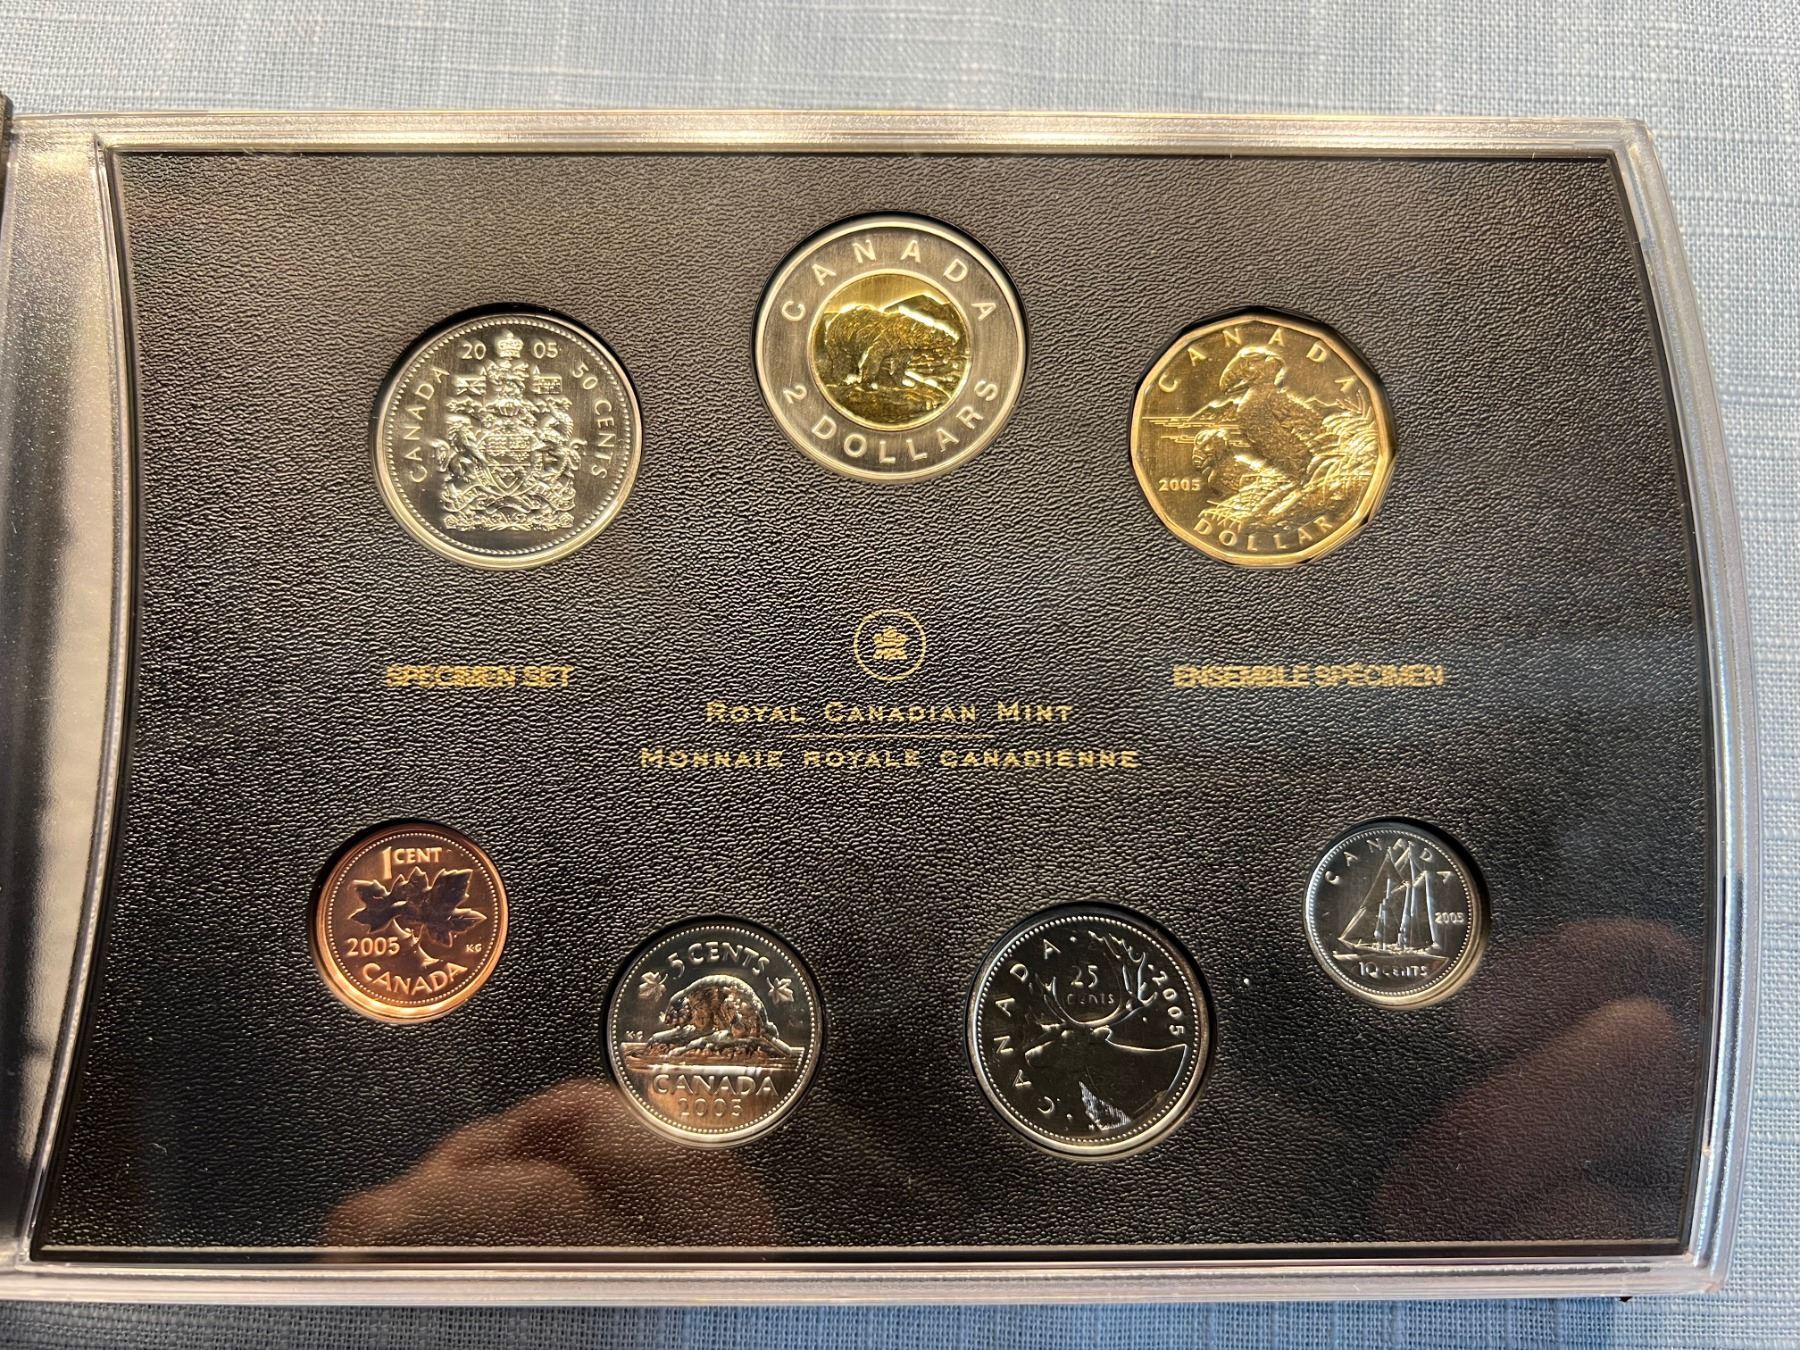 CANADA
2 DOLLARS
20 05
CANADA
50 CENTS
CANADA
2005
DOLLAR
SPECIMEN SET
ENSEMBLE SPÉCIMEN
ROYAL CANADIAN MINT
MONNAIE ROYALE CANADIENNE
1 CENT
2005
KG
CANADA
5 CENTS
KG
CANADA
2005
CANADA
25
CENTS
2005
CANADA
2005
10 CENTS